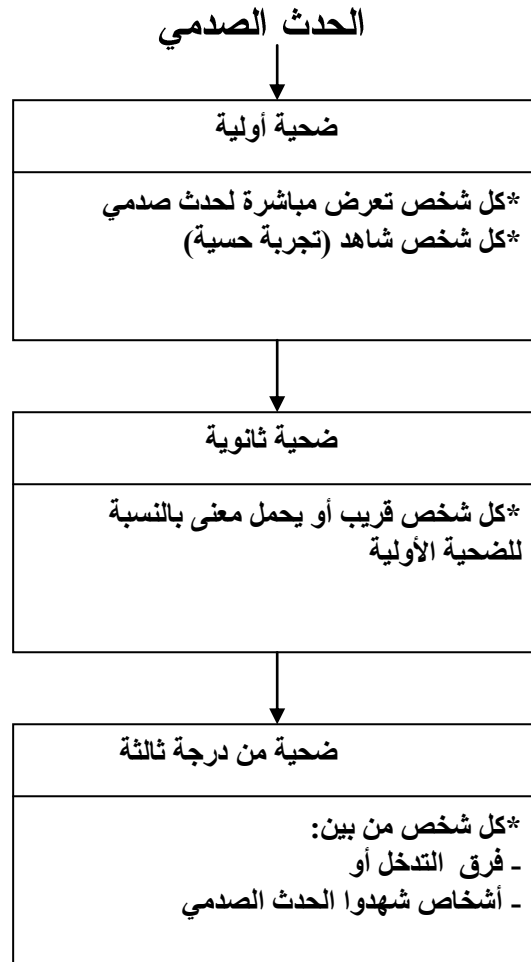 الحدث الصدمي
ضحية أولية
*كل شخص تعرض مباشرة لحدث صدمي
*كل شخص شاهد (تجربة حسية)
ضحية ثانوية
*كل شخص قريب أو يحمل معنى بالنسبة
للضحية الأولية
ضحية من درجة ثالثة
*كل شخص من بين:
- فرق التدخل أو
- أشخاص شهدوا الحدث الصدمي